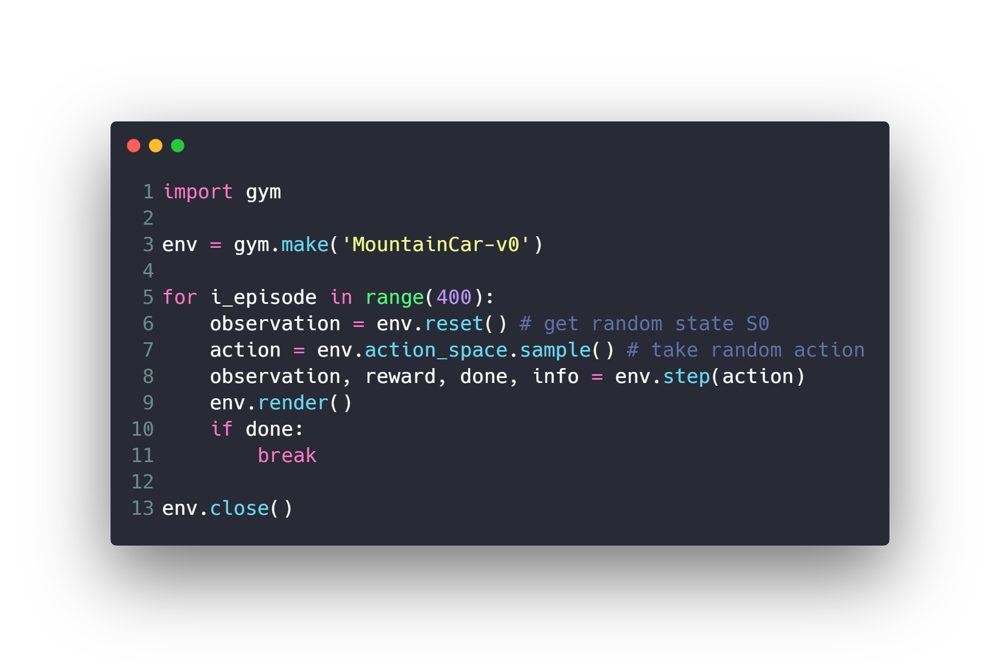 1 import gym
2
3 env = gym.make('MountainCar-v0')
4
5 for i_episode in range(400):
6     observation = env.reset() # get random state S0
7     action = env.action_space.sample() # take random action
8     observation, reward, done, info = env.step(action)
9     env.render()
10     if done:
11         break
12
13 env.close()